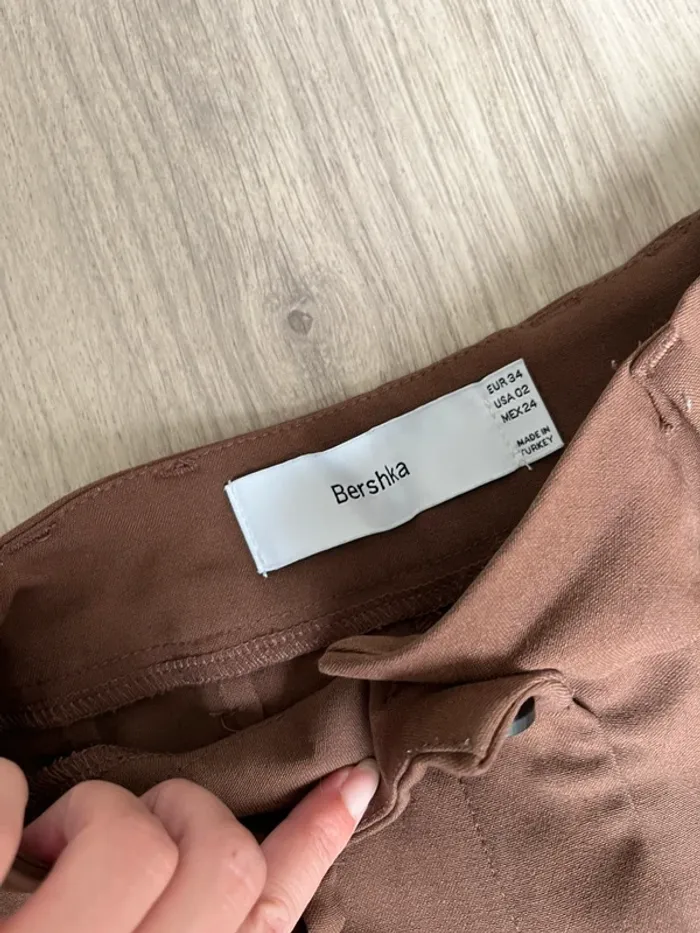 Bershka
EUR 34
USA 02
MEX 24
MADE IN
TURKEY